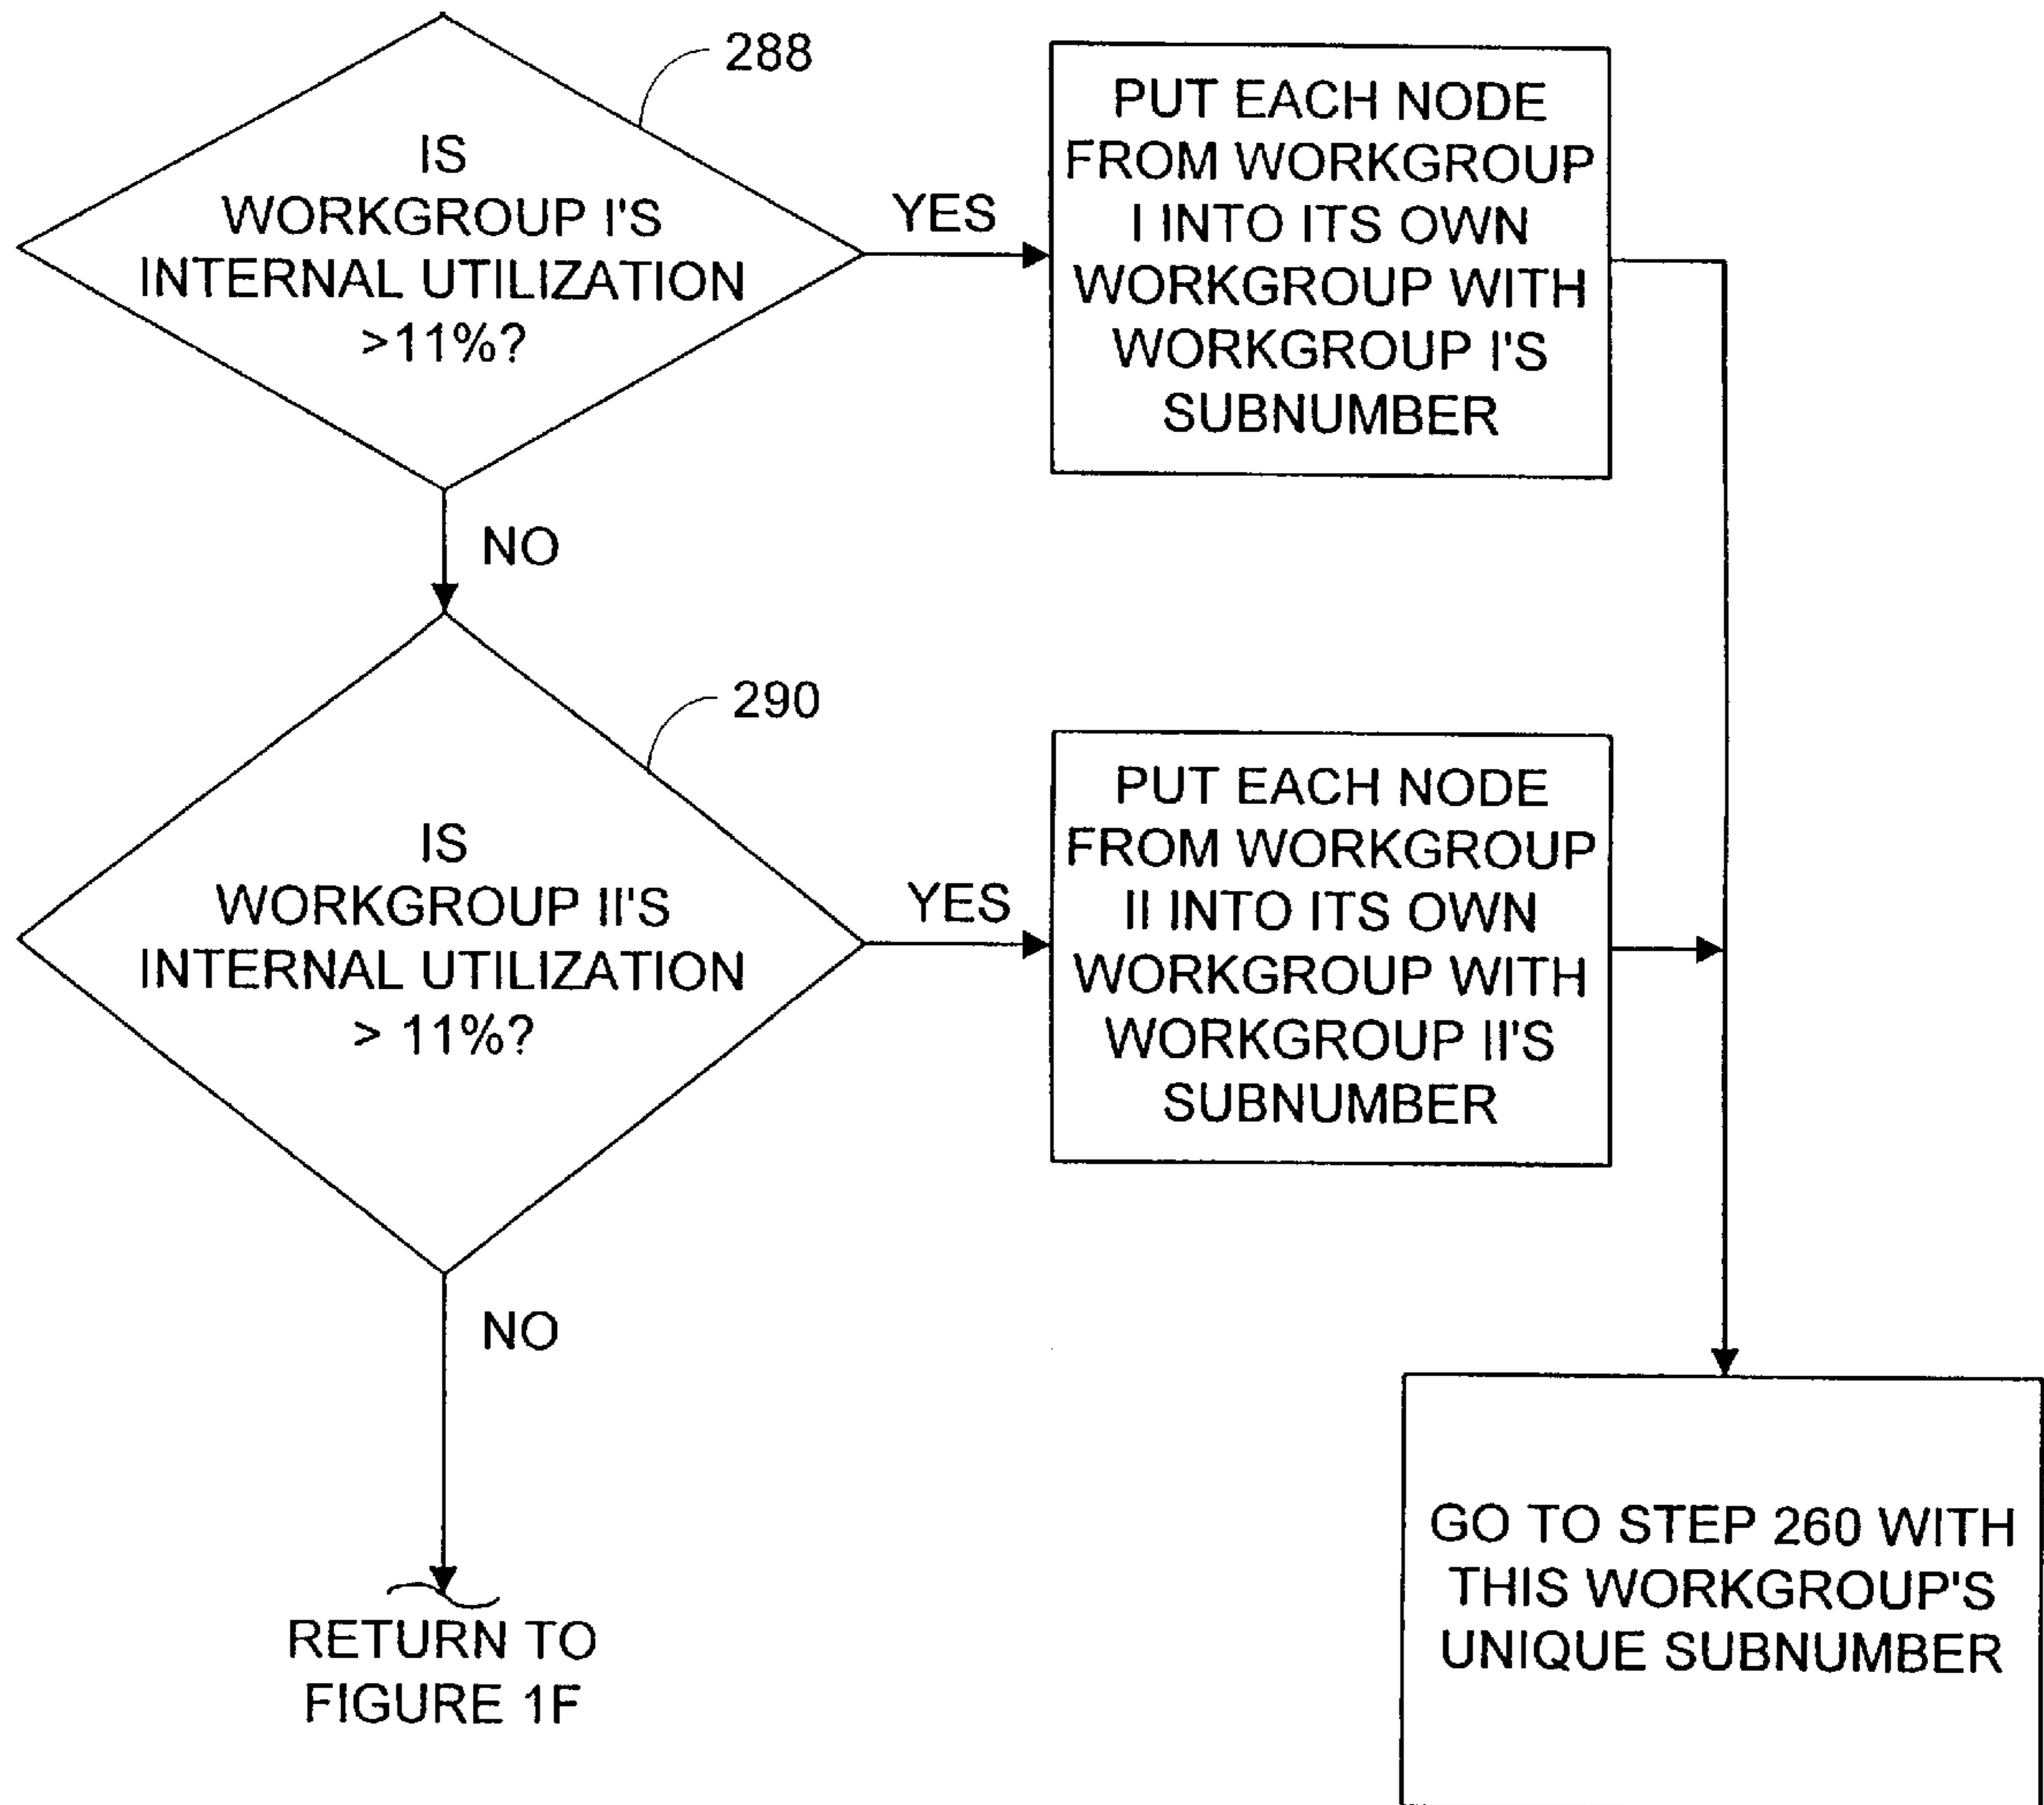 288
IS
WORKGROUP I'S
INTERNAL UTILIZATION
>11%?
YES
PUT EACH NODE
FROM WORKGROUP
I INTO ITS OWN
WORKGROUP WITH
WORKGROUP I'S
SUBNUMBER
NO
290
IS
WORKGROUP II'S
INTERNAL UTILIZATION
> 11%?
YES
PUT EACH NODE
FROM WORKGROUP
II INTO ITS OWN
WORKGROUP WITH
WORKGROUP II'S
SUBNUMBER
NO
RETURN TO
FIGURE 1F
GO TO STEP 260 WITH
THIS WORKGROUP'S
UNIQUE SUBNUMBER